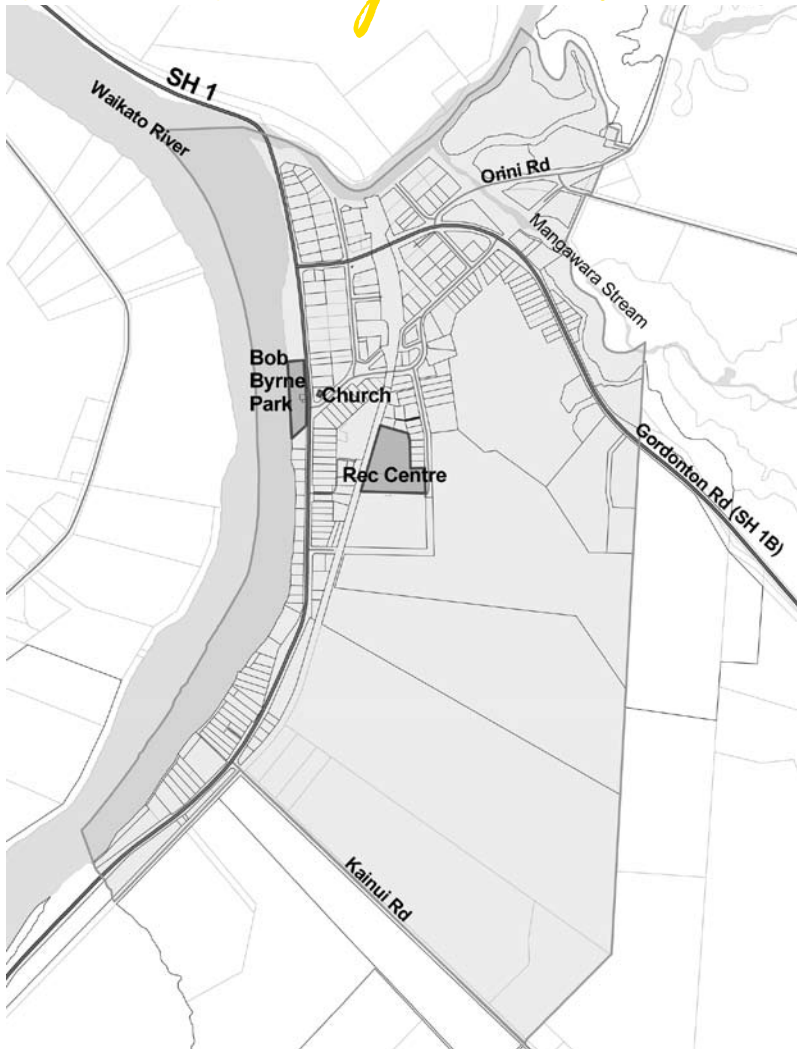 SH 1
Waikato River
Orini Rd
Mangawara Stream
Bob
Byrne
Park
Church
Rec Centre
Gordonton Rd (SH 1B)
Kainui Rd